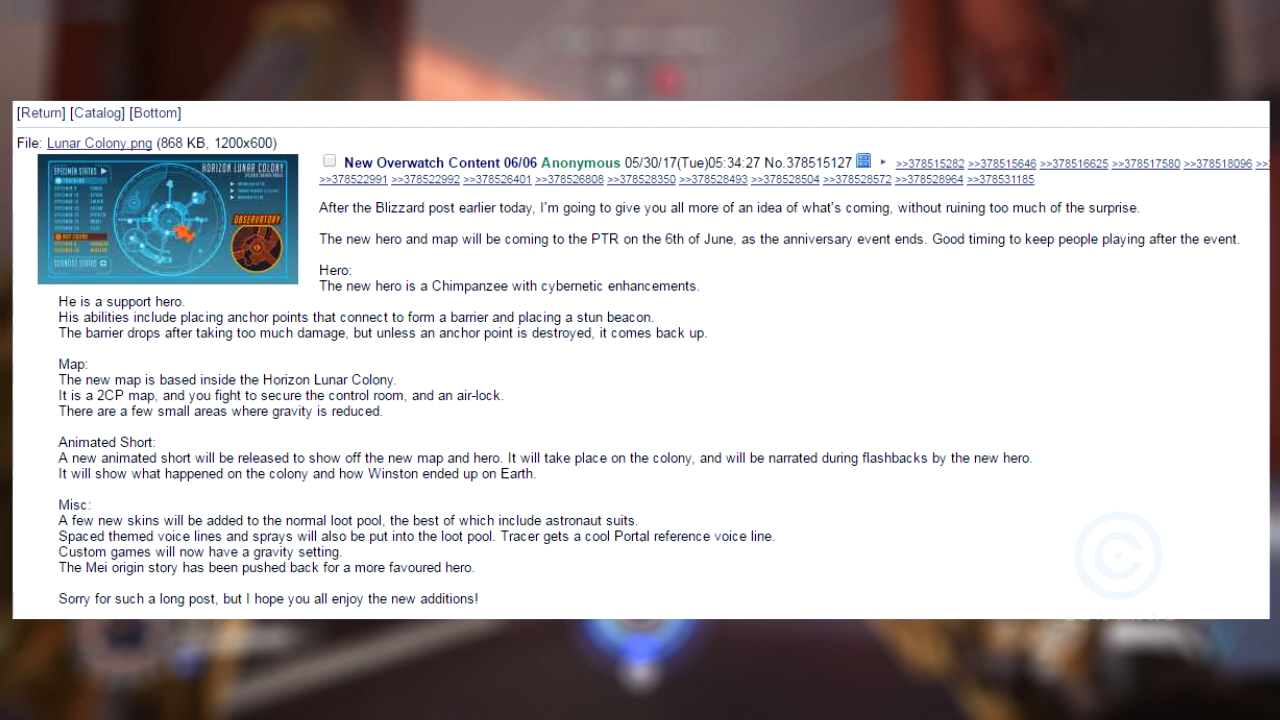 [Return] [Catalog] [Bottom]
File: Lunar Colony.png (868 KB, 1200x600)
SPECIMEN STATUS
HORIZON LUNAR COLONY
OBSERVATORY
SCIENTIST STATUS
New Overwatch Content 06/06 Anonymous 05/30/17(Tue)05:34:27 No.378515127 >>378515282 >>378515646 >>378516625 >>378517580 >>378518096 >>
>>378522991 >>378522992 >>378528401 >>378526808 >>378528350 >>378528493 >>378528504 >>378528572 >>378528964 >>378531185
After the Blizzard post earlier today, I'm going to give you all more of an idea of what's coming, without ruining too much of the surprise.
The new hero and map will be coming to the PTR on the 6th of June, as the anniversary event ends. Good timing to keep people playing after the event.
Hero:
The new hero is a Chimpanzee with cybernetic enhancements.
He is a support hero.
His abilities include placing anchor points that connect to form a barrier and placing a stun beacon.
The barrier drops after taking too much damage, but unless an anchor point is destroyed, it comes back up.
Map:
The new map is based inside the Horizon Lunar Colony.
It is a 2CP map, and you fight to secure the control room, and an air-lock.
There are a few small areas where gravity is reduced.
Animated Short:
A new animated short will be released to show off the new map and hero. It will take place on the colony, and will be narrated during flashbacks by the new hero.
It will show what happened on the colony and how Winston ended up on Earth.
Misc:
A few new skins will be added to the normal loot pool, the best of which include astronaut suits.
Spaced themed voice lines and sprays will also be put into the loot pool. Tracer gets a cool Portal reference voice line.
Custom games will now have a gravity setting.
The Mei origin story has been pushed back for a more favoured hero.
Sorry for such a long post, but I hope you all enjoy the new additions!